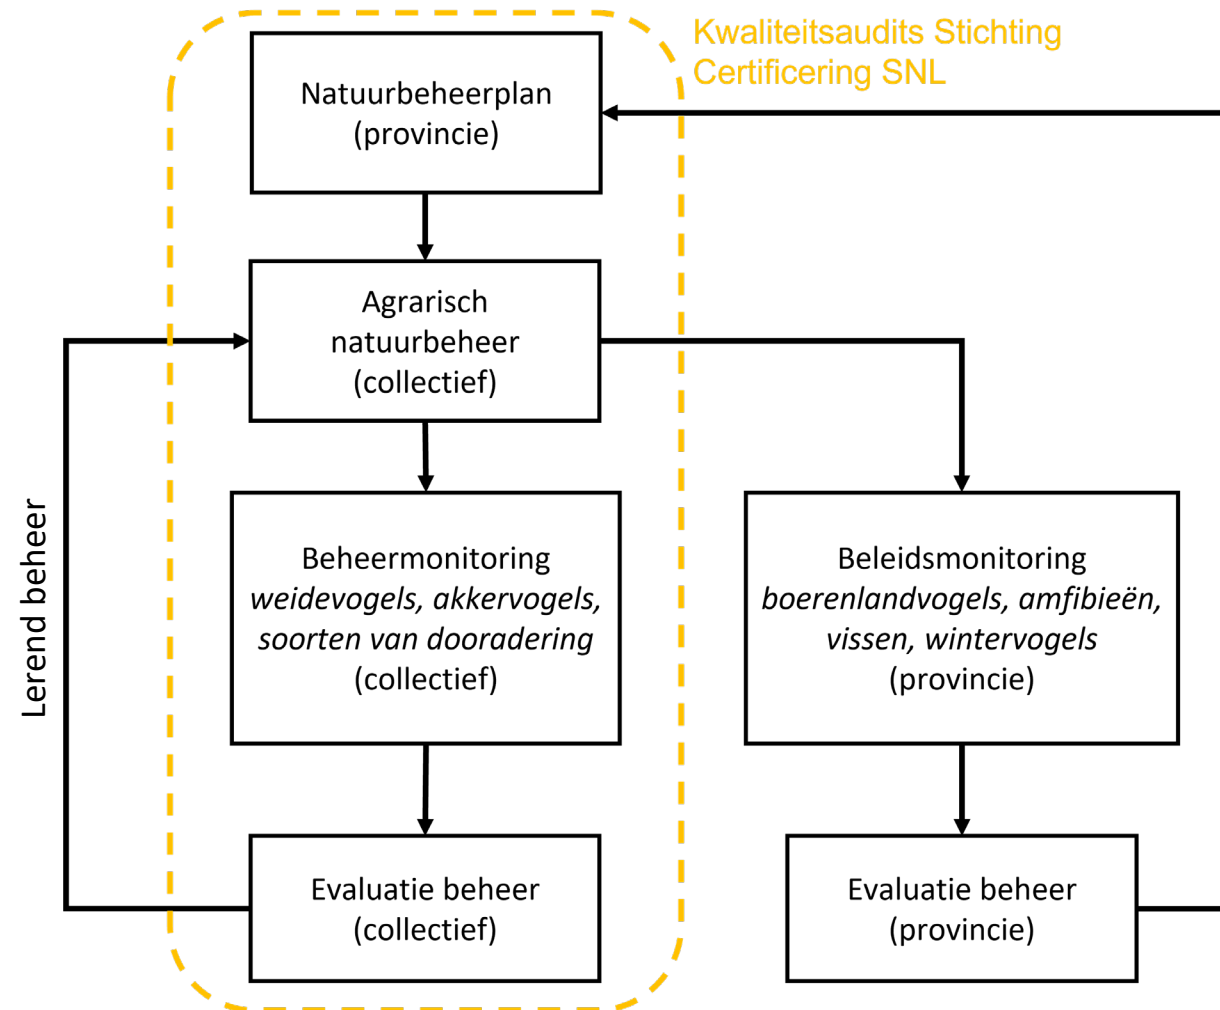 Kwaliteitsaudits Stichting
Certificering SNL
Natuurbeheerplan
(provincie)
Agrarisch
natuurbeheer
(collectief)
Lerend beheer
Beheermonitoring
weidevogels, akkervogels,
soorten van dooradering
(collectief)
Beleidsmonitoring
boerenlandvogels, amfibieën,
vissen, wintervogels
(provincie)
Evaluatie beheer
(collectief)
Evaluatie beheer
(provincie)